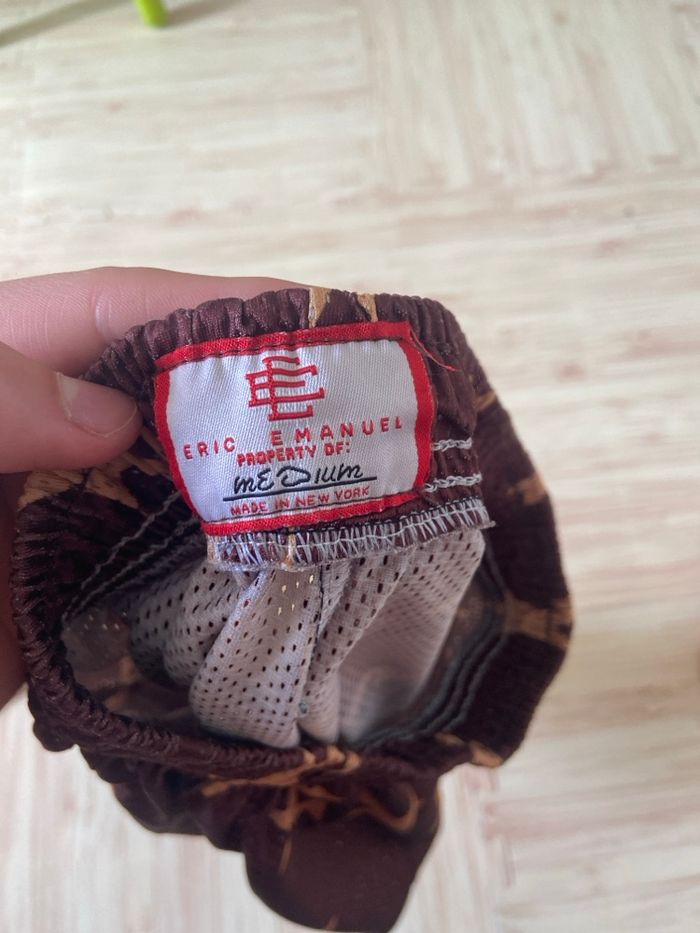 EE
ERIC EMANUEL
PROPERTY OF:
mEDIUm
MADE IN NEW YORK